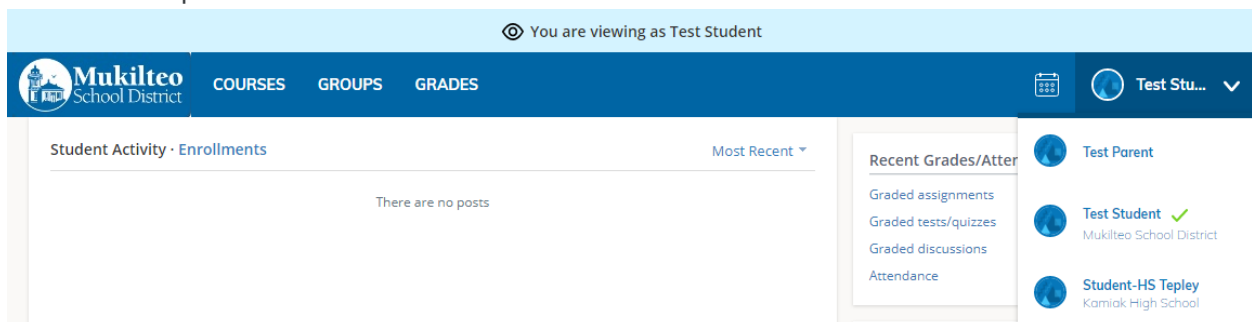 You are viewing as Test Student
Mukilteo
School District
COURSES GROUPS GRADES
Test Stu...
Student Activity · Enrollments
Most Recent
There are no posts
Recent Grades/Atten
Graded assignments
Graded tests/quizzes
Graded discussions
Attendance
Test Parent
Test Student
Mukilteo School District
Student-HS Tepley
Kamiak High School